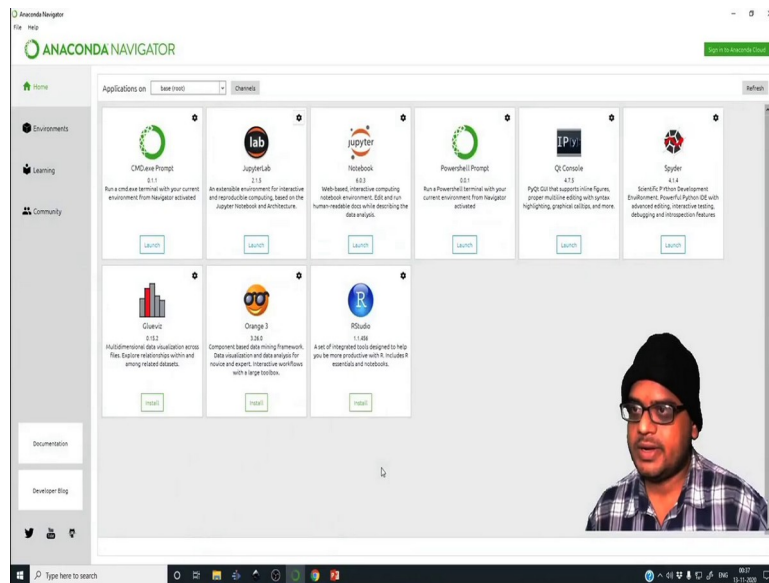 Anaconda Navigator
File Help
ANACONDA NAVIGATOR
Sign in to Anaconda Cloud
Home
Environments
Learning
Community
Applications on
base (root)
Channels
Refresh
CMD.exe Prompt
0.1.1
Run a cmd.exe terminal with your current
environment from Navigator activated
Launch
lab
JupyterLab
2.1.5
An extensible environment for interactive
and reproducible computing, based on the
Jupyter Notebook and Architecture.
Launch
jupyter
Notebook
6.0.3
Web-based, interactive computing
notebook environment. Edit and run
human-readable docs while describing the
data analysis.
Launch
Powershell Prompt
0.0.1
Run a Powershell terminal with your
current environment from Navigator
activated
Launch
IP[y]:
Qt Console
4.7.5
PyQt GUI that supports inline figures,
proper multiline editing with syntax
highlighting, graphical calltips, and more.
Launch
Spyder
4.1.4
Scientific PYthon Development
EnviRonment. Powerful Python IDE with
advanced editing, interactive testing,
debugging and introspection features
Launch
Glueviz
0.15.2
Multidimensional data visualization across
files. Explore relationships within and
among related datasets.
Install
Orange 3
3.26.0
Component based data mining framework.
Data visualization and data analysis for
novice and expert. Interactive workflows
with a large toolbox.
Install
R
RStudio
1.1.456
A set of integrated tools designed to help
you be more productive with R. Includes R
essentials and notebooks.
Install
Documentation
Developer Blog
You
Type here to search
ENG
00:37
13-11-2020